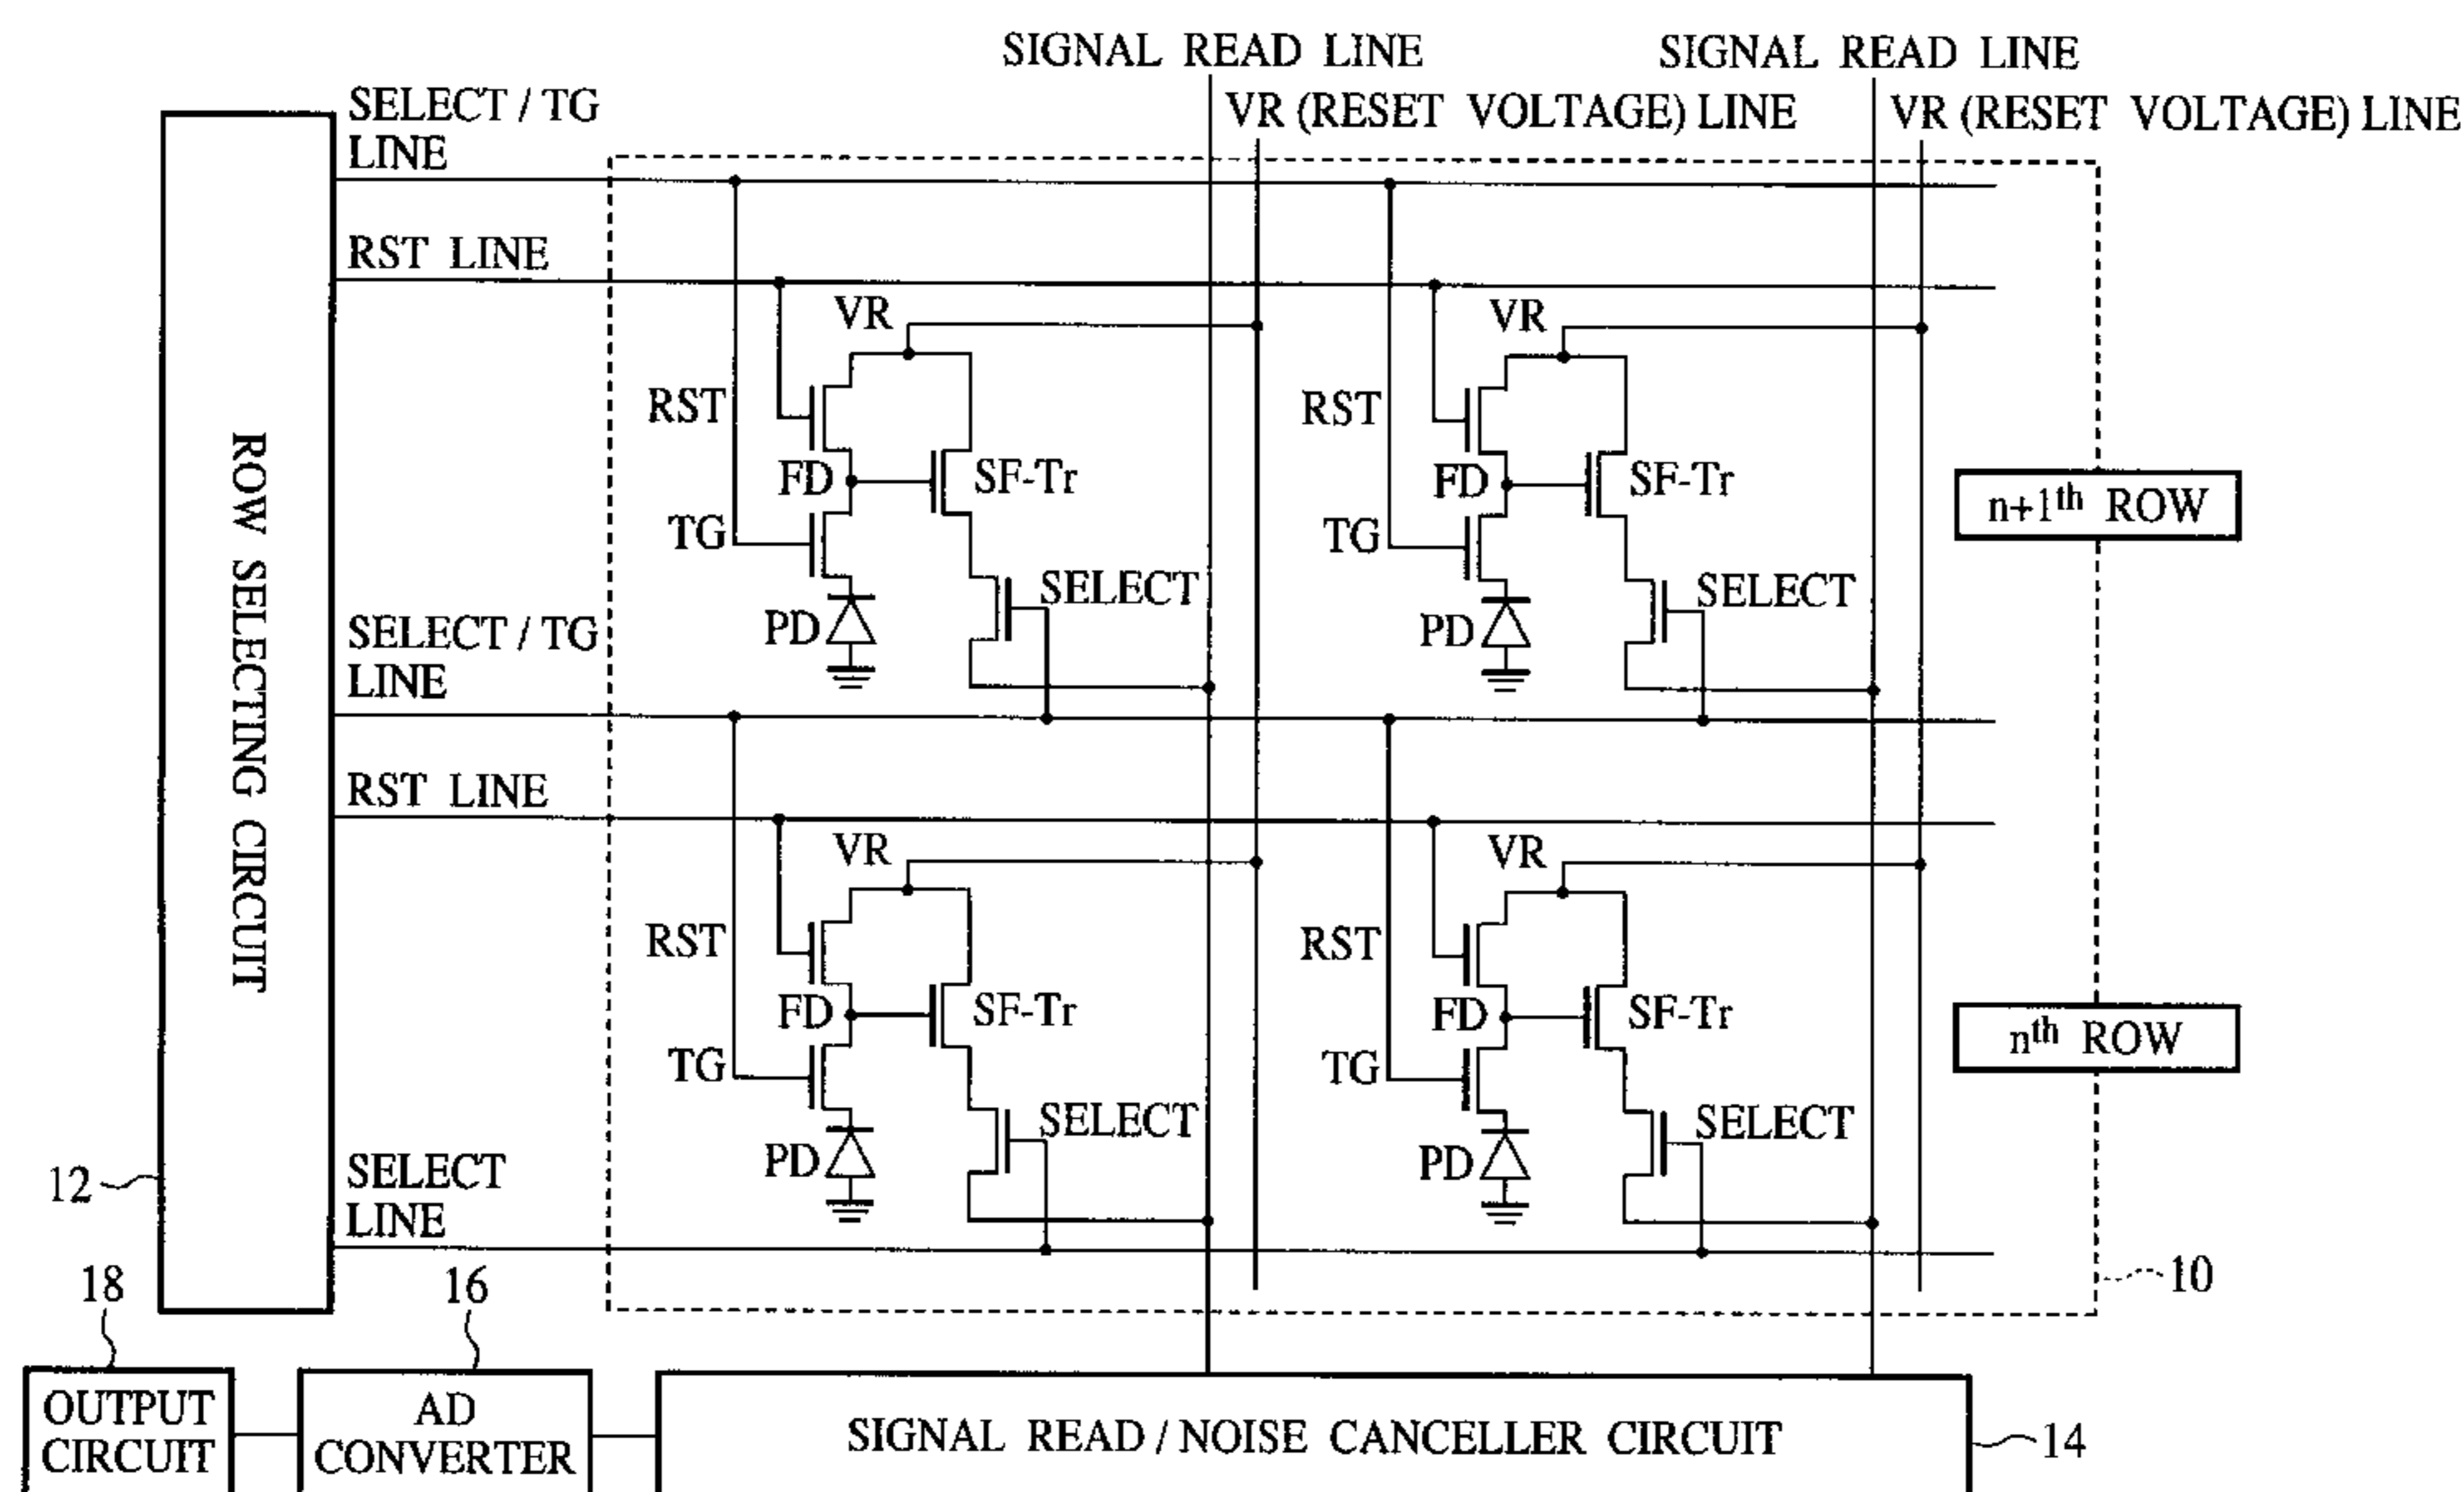 SIGNAL READ LINE
SIGNAL READ LINE
SELECT / TG
LINE
VR (RESET VOLTAGE) LINE
VR (RESET VOLTAGE) LINE
RST LINE
VR
VR
RST
RST
FD
SF-Tr
FD
SF-Tr
n+1th ROW
TG
TG
SELECT
SELECT
PD
PD
ROW SELECTING CIRCUIT
SELECT / TG
LINE
RST LINE
VR
VR
RST
RST
FD
SF-Tr
FD
SF-Tr
nth ROW
TG
TG
SELECT
SELECT
PD
PD
12
SELECT
LINE
18
16
10
OUTPUT
CIRCUIT
AD
CONVERTER
SIGNAL READ / NOISE CANCELLER CIRCUIT
14